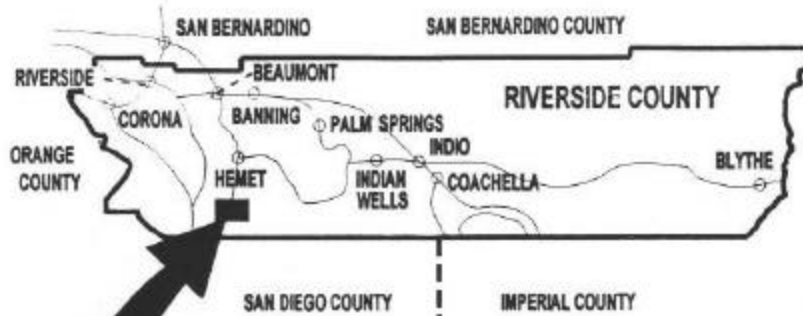 SAN BERNARDINO
SAN BERNARDINO COUNTY
RIVERSIDE
BEAUMONT
RIVERSIDE COUNTY
CORONA
BANNING
PALM SPRINGS
ORANGE
COUNTY
HEMET
INDIO
INDIAN
WELLS
COACHELLA
BLYTHE
SAN DIEGO COUNTY
IMPERIAL COUNTY